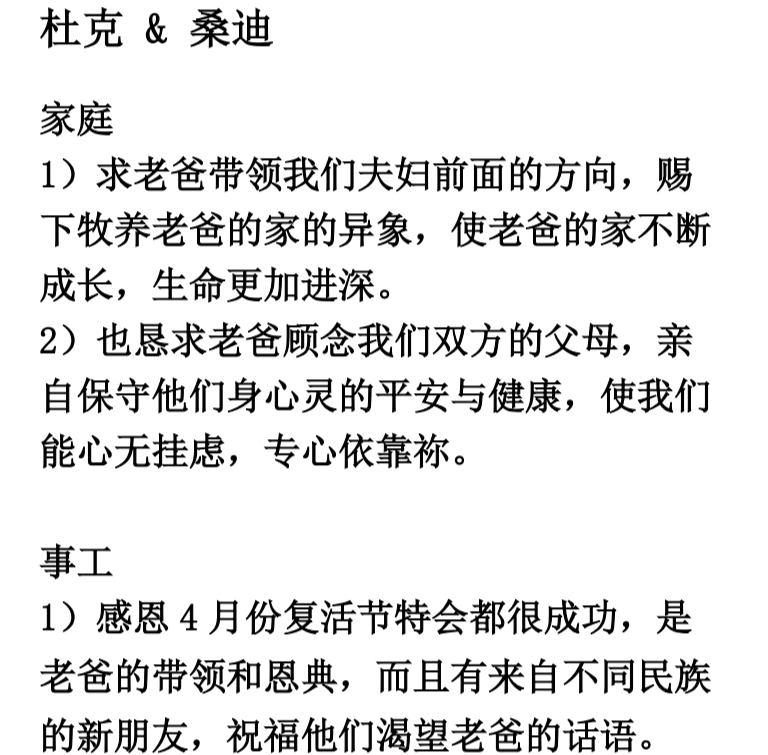 杜克 & 桑迪
家庭
1）求老爸带领我们夫妇前面的方向，赐
下牧养老爸的家的异象，使老爸的家不断
成长，生命更加进深。
2）也恳求老爸顾念我们双方的父母，亲
自保守他们身心灵的平安与健康，使我们
能心无挂虑，专心依靠祢。
事工
1）感恩 4 月份复活节特会都很成功，是
老爸的带领和恩典，而且有来自不同民族
的新朋友，祝福他们渴望老爸的话语。